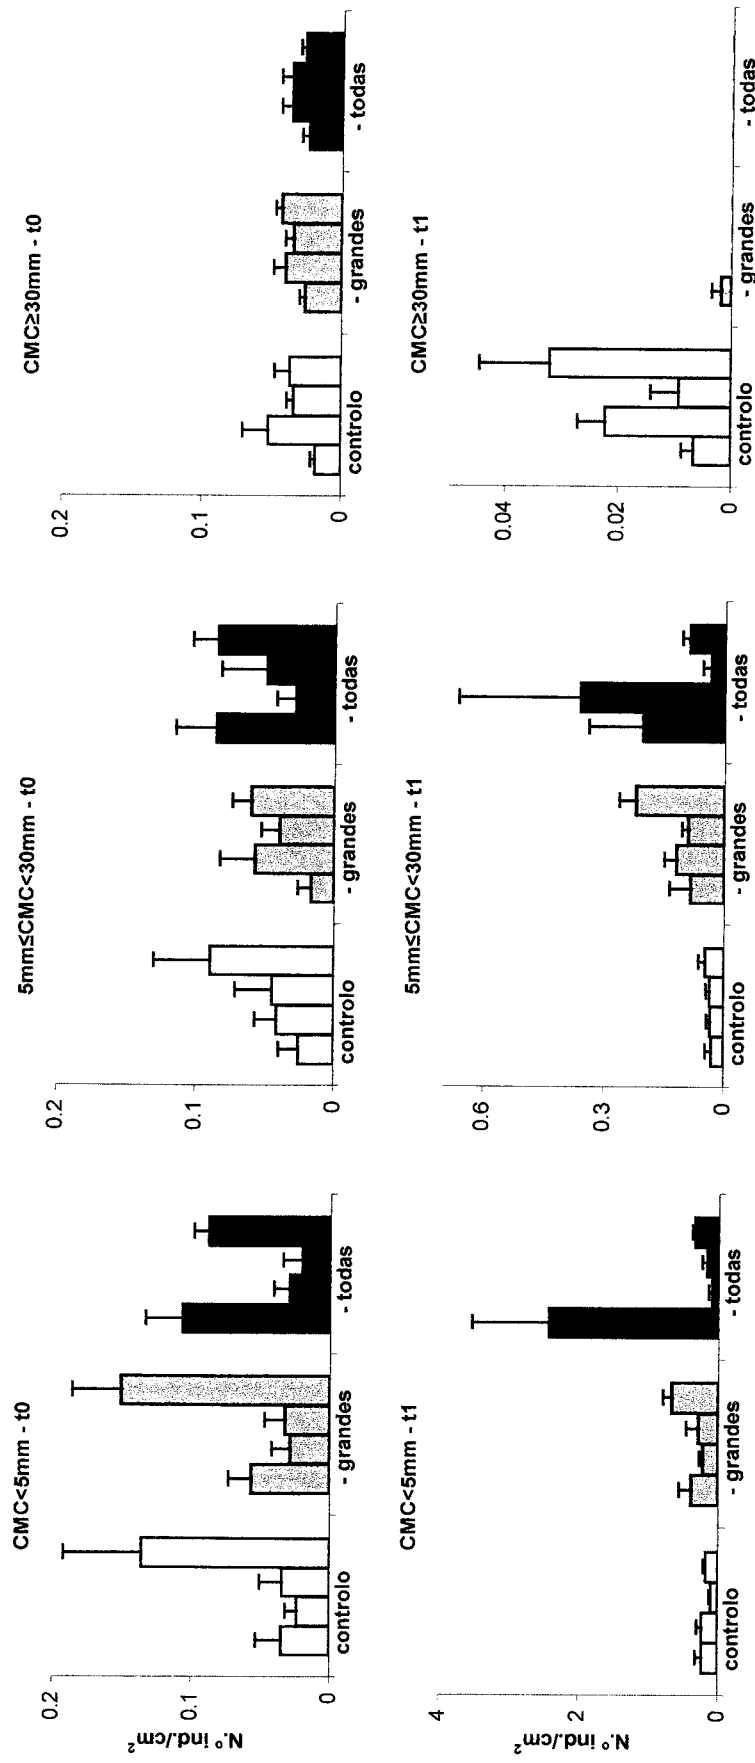 CMC<5mm - t0
N.º ind./cm²
0.2
0.1
0
controlo
- grandes
- todas
5mm≤CMC<30mm - t0
0.2
0.1
0
controlo
- grandes
- todas
CMC≥30mm - t0
0.2
0.1
0
controlo
- grandes
- todas
CMC<5mm - t1
N.º ind./cm²
4
2
0
controlo
- grandes
- todas
5mm≤CMC<30mm - t1
0.6
0.3
0
controlo
- grandes
- todas
CMC≥30mm - t1
0.04
0.02
0
controlo
- grandes
- todas